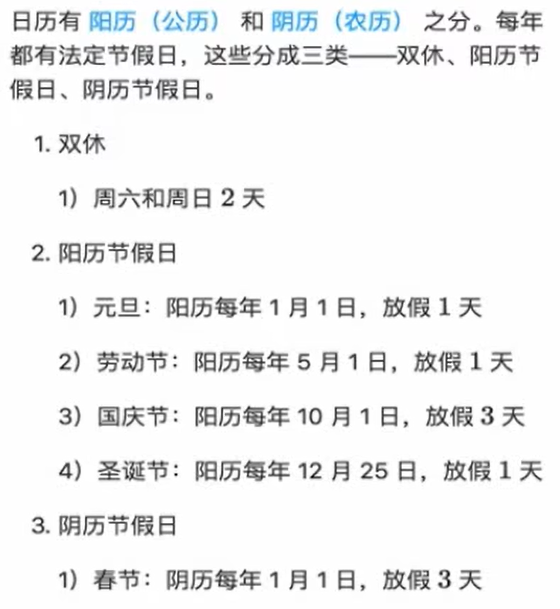 日历有 阳历（公历） 和 阴历（农历） 之分。每年
都有法定节假日，这些分成三类——双休、阳历节
假日、阴历节假日。
1. 双休
1）周六和周日 2 天
2. 阳历节假日
1）元旦：阳历每年 1 月 1 日，放假 1 天
2）劳动节：阳历每年 5 月 1 日，放假 1 天
3）国庆节：阳历每年 10 月 1 日，放假 3 天
4）圣诞节：阳历每年 12 月 25 日，放假 1 天
3. 阴历节假日
1）春节：阴历每年 1 月 1 日，放假 3 天